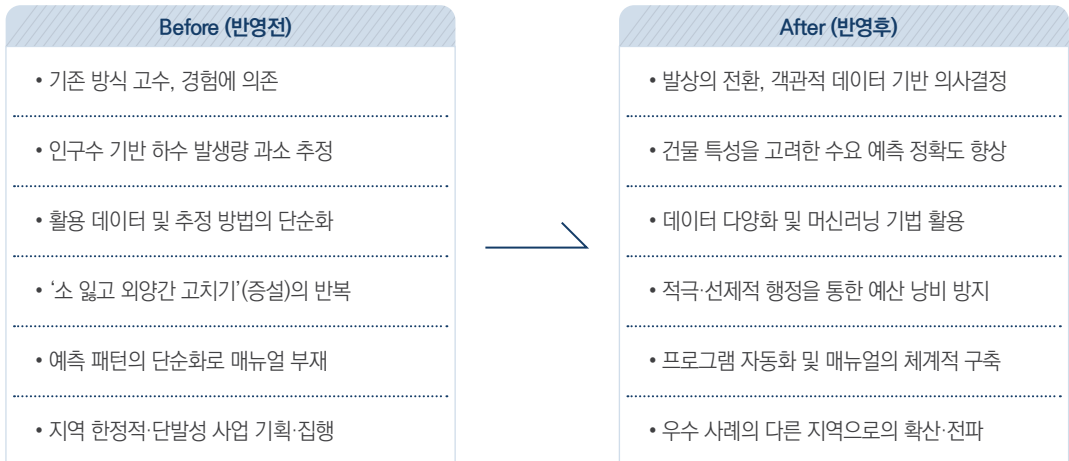 Before (반영전)
• 기존 방식 고수, 경험에 의존
• 인구수 기반 하수 발생량 과소 추정
• 활용 데이터 및 추정 방법의 단순화
• ‘소 잃고 외양간 고치기’(증설)의 반복
• 예측 패턴의 단순화로 매뉴얼 부재
• 지역 한정적·단발성 사업 기획·집행
After (반영후)
• 발상의 전환, 객관적 데이터 기반 의사결정
• 건물 특성을 고려한 수요 예측 정확도 향상
• 데이터 다양화 및 머신러닝 기법 활용
• 적극·선제적 행정을 통한 예산 낭비 방지
• 프로그램 자동화 및 매뉴얼의 체계적 구축
• 우수 사례의 다른 지역으로의 확산·전파